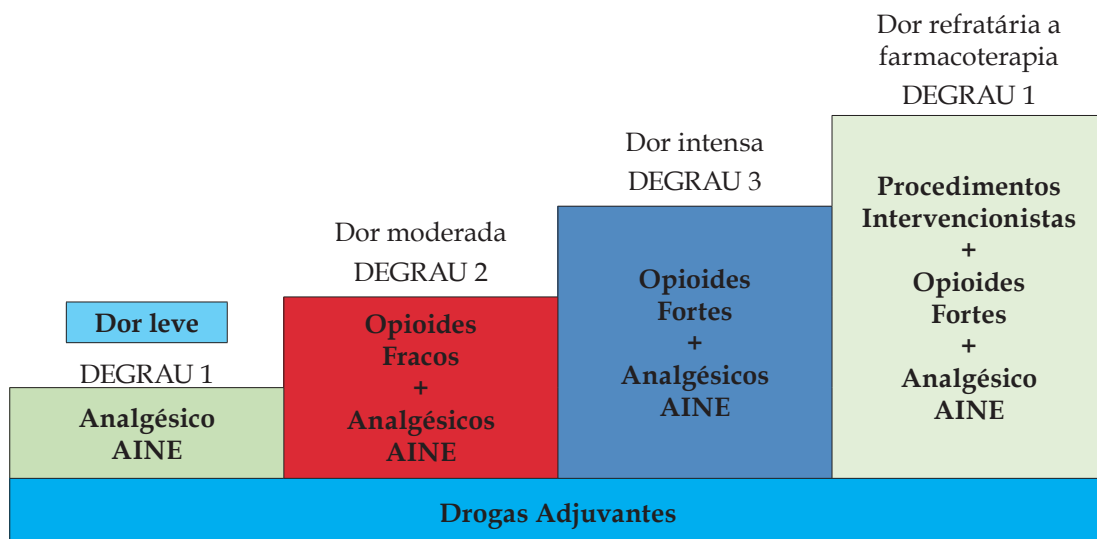 Dor leve
DEGRAU 1
Analgésico
AINE
Dor moderada
DEGRAU 2
Opioides
Fracos
+
Analgésicos
AINE
Dor intensa
DEGRAU 3
Opioides
Fortes
+
Analgésicos
AINE
Dor refratária a
farmacoterapia
DEGRAU 1
Procedimentos
Intervencionistas
+
Opioides
Fortes
+
Analgésico
AINE
Drogas Adjuvantes